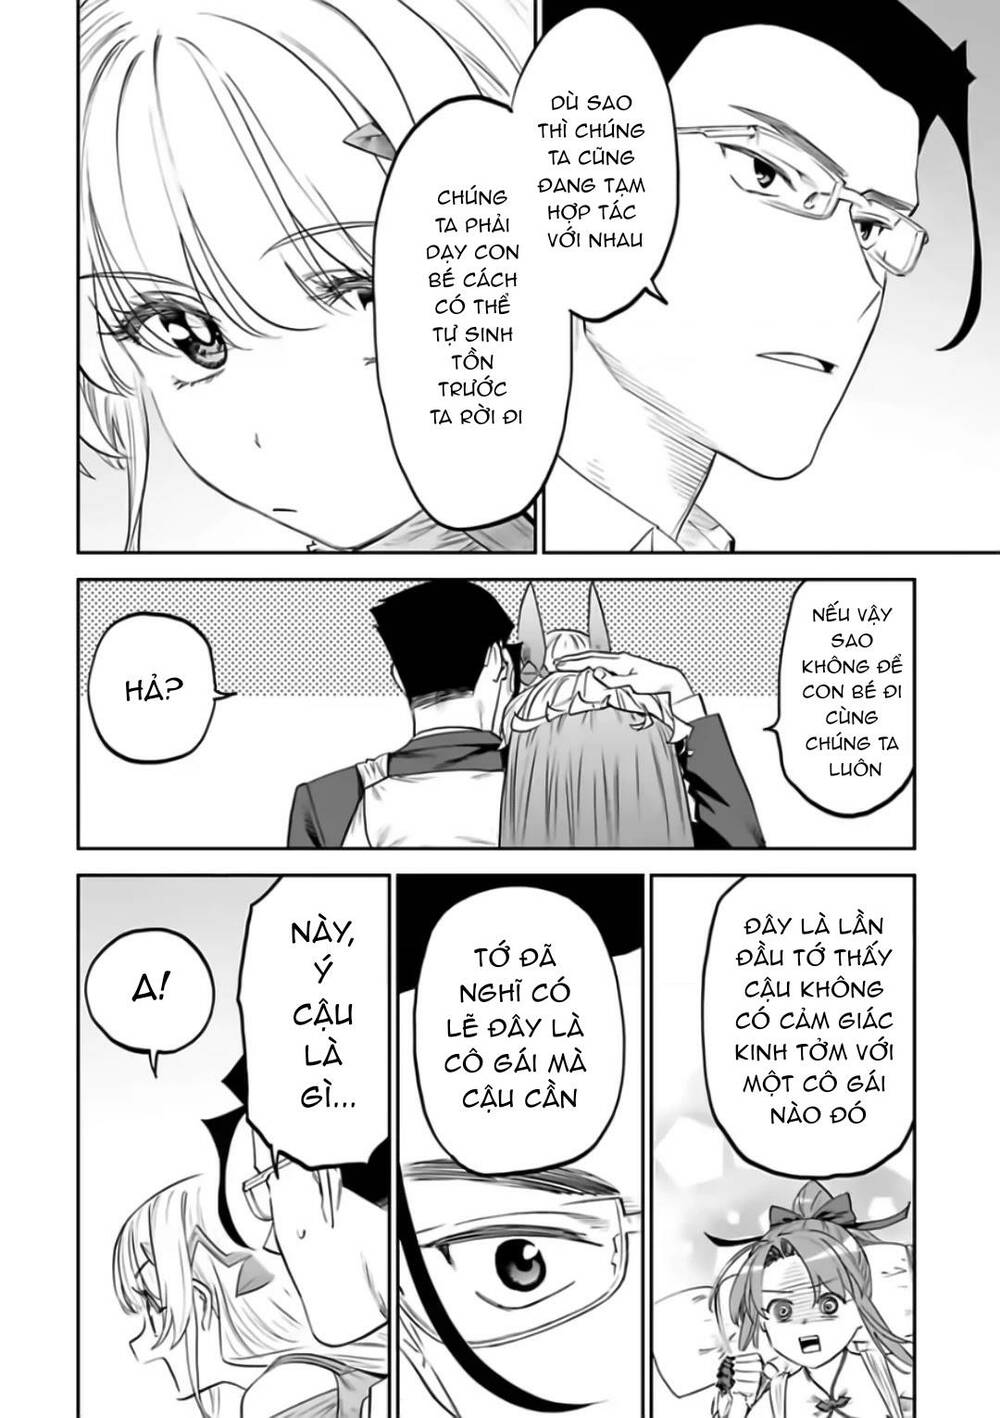 DÙ SAO
THÌ CHÚNG
TA CŨNG
ĐANG TẠM
HỢP TÁC
VỚI NHAU
CHÚNG
TA PHẢI
DẠY CON
BÉ CÁCH
CÓ THỂ
TỰ SINH
TỒN
TRƯỚC
TA RỜI ĐI
NẾU VẬY
SAO
KHÔNG ĐỂ
CON BÉ ĐI
CÙNG
CHÚNG TA
LUÔN
HẢ?
ĐÂY LÀ LẦN
ĐẦU TỚ THẤY
CẬU KHÔNG
CÓ CẢM GIÁC
KINH TỞM VỚI
MỘT CÔ GÁI
NÀO ĐÓ
TỚ ĐÃ
NGHĨ CÓ
LẼ ĐÂY LÀ
CÔ GÁI MÀ
CẬU CẦN
NÀY,
Ý
CẬU
LÀ
GÌ...
A!